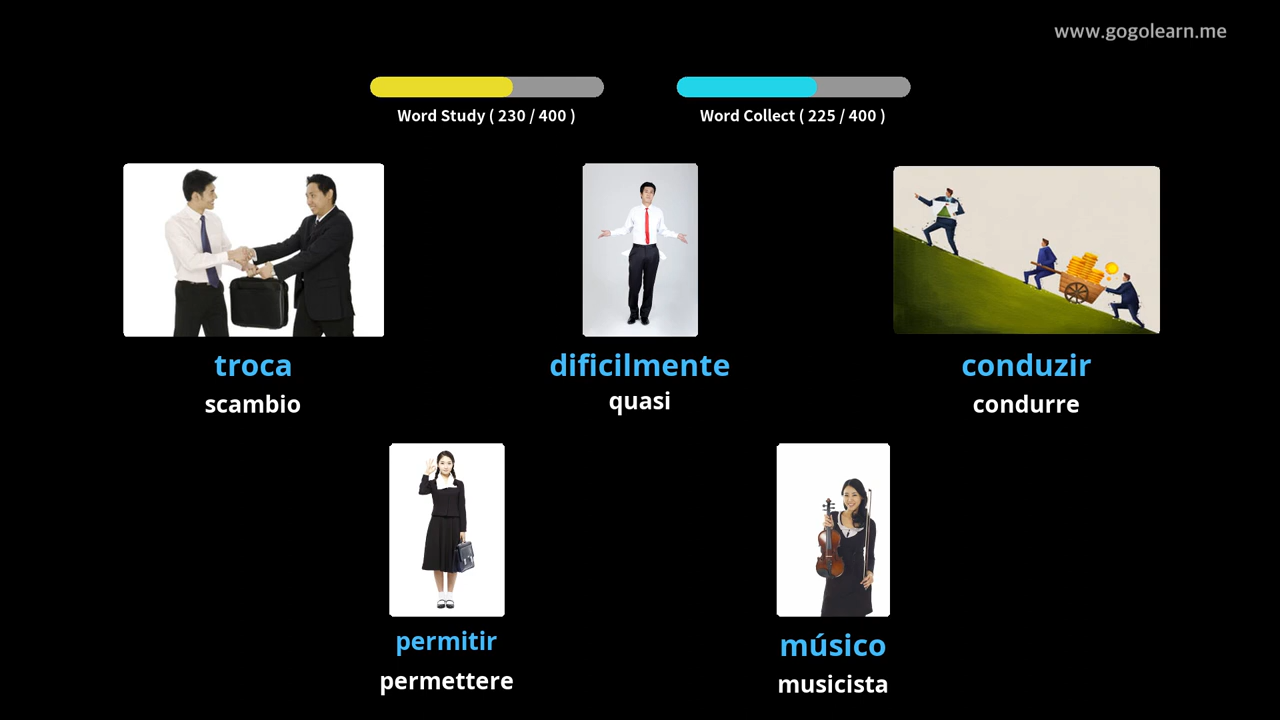 www.gogolearn.me
Word Study ( 230 / 400 )
Word Collect ( 225 / 400 )
troca
scambio
dificilmente
quasi
conduzir
condurre
permitir
permettere
músico
musicista